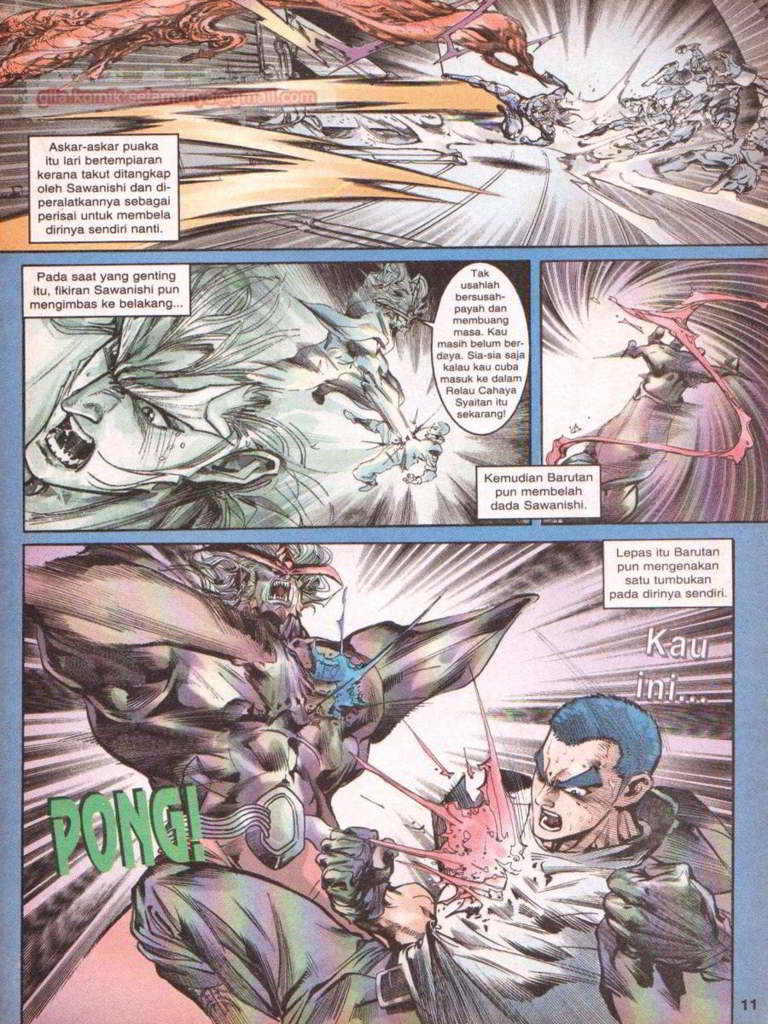 gilakomikselamanya@gmail.com
Askar-askar puaka
itu lari bertempiaran
kerana takut ditangkap
oleh Sawanishi dan di-
peralatkannya sebagai
perisai untuk membela
dirinya sendiri nanti.
Pada saat yang genting
itu, fikiran Sawanishi pun
mengimbas ke belakang...
Tak
usahlah
bersusah-
payah dan
membuang
masa. Kau
masih belum ber-
daya. Sia-sia saja
kalau kau cuba
masuk ke dalam
Relau Cahaya
Syaitan itu
sekarang!
Kemudian Barutan
pun membelah
dada Sawanishi.
Lepas itu Barutan
pun mengenakan
satu tumbukan
pada dirinya sendiri.
Kau
ini...
PONG!
11